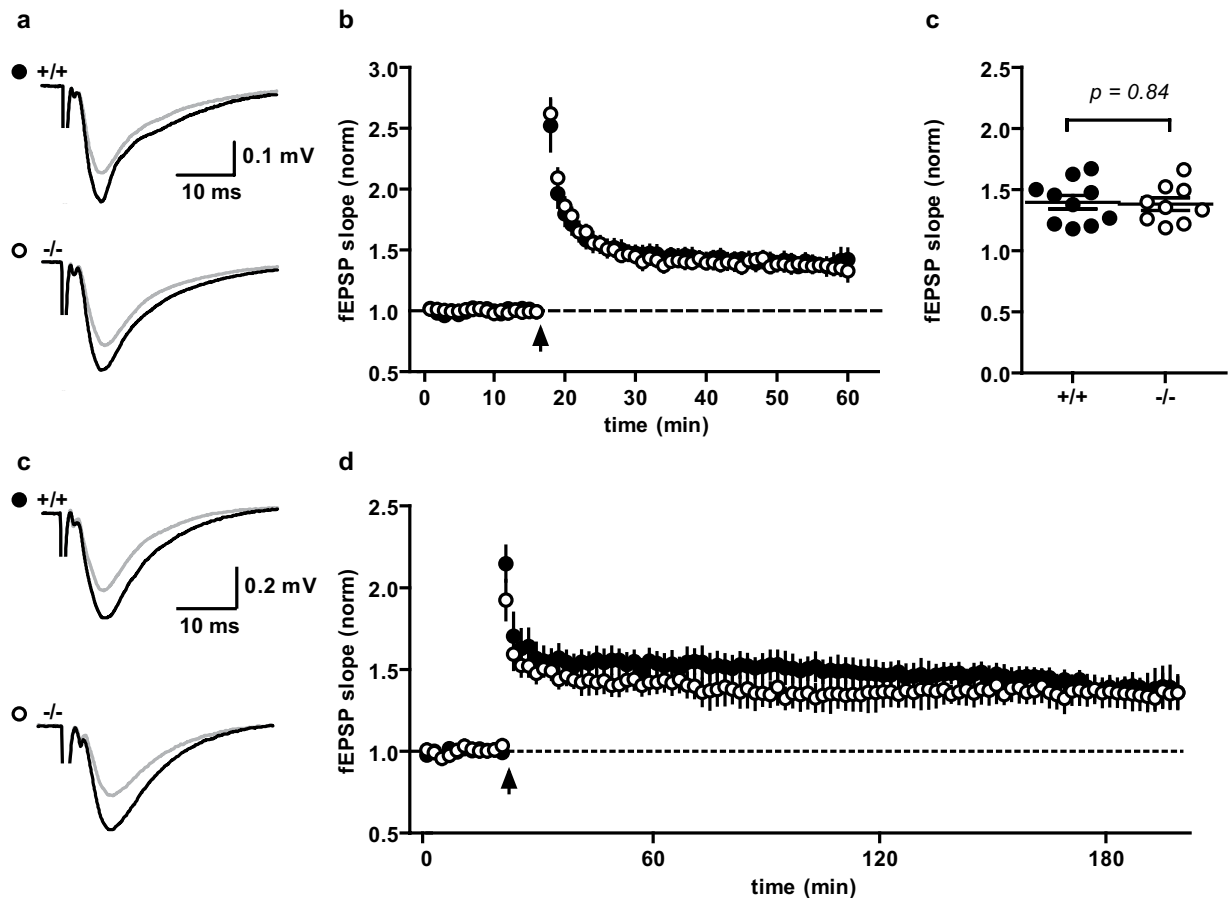 a
+/+
0.1 mV
10 ms
-/-
b
3.0
2.5
2.0
1.5
1.0
0.5
fEPSP slope (norm)
0 10 20 30 40 50 60
time (min)
c
2.5
2.0
1.5
1.0
0.5
0.0
fEPSP slope (norm)
p = 0.84
+/+ -/-
c
+/+
0.2 mV
10 ms
-/-
d
2.5
2.0
1.5
1.0
0.5
fEPSP slope (norm)
0 60 120 180
time (min)